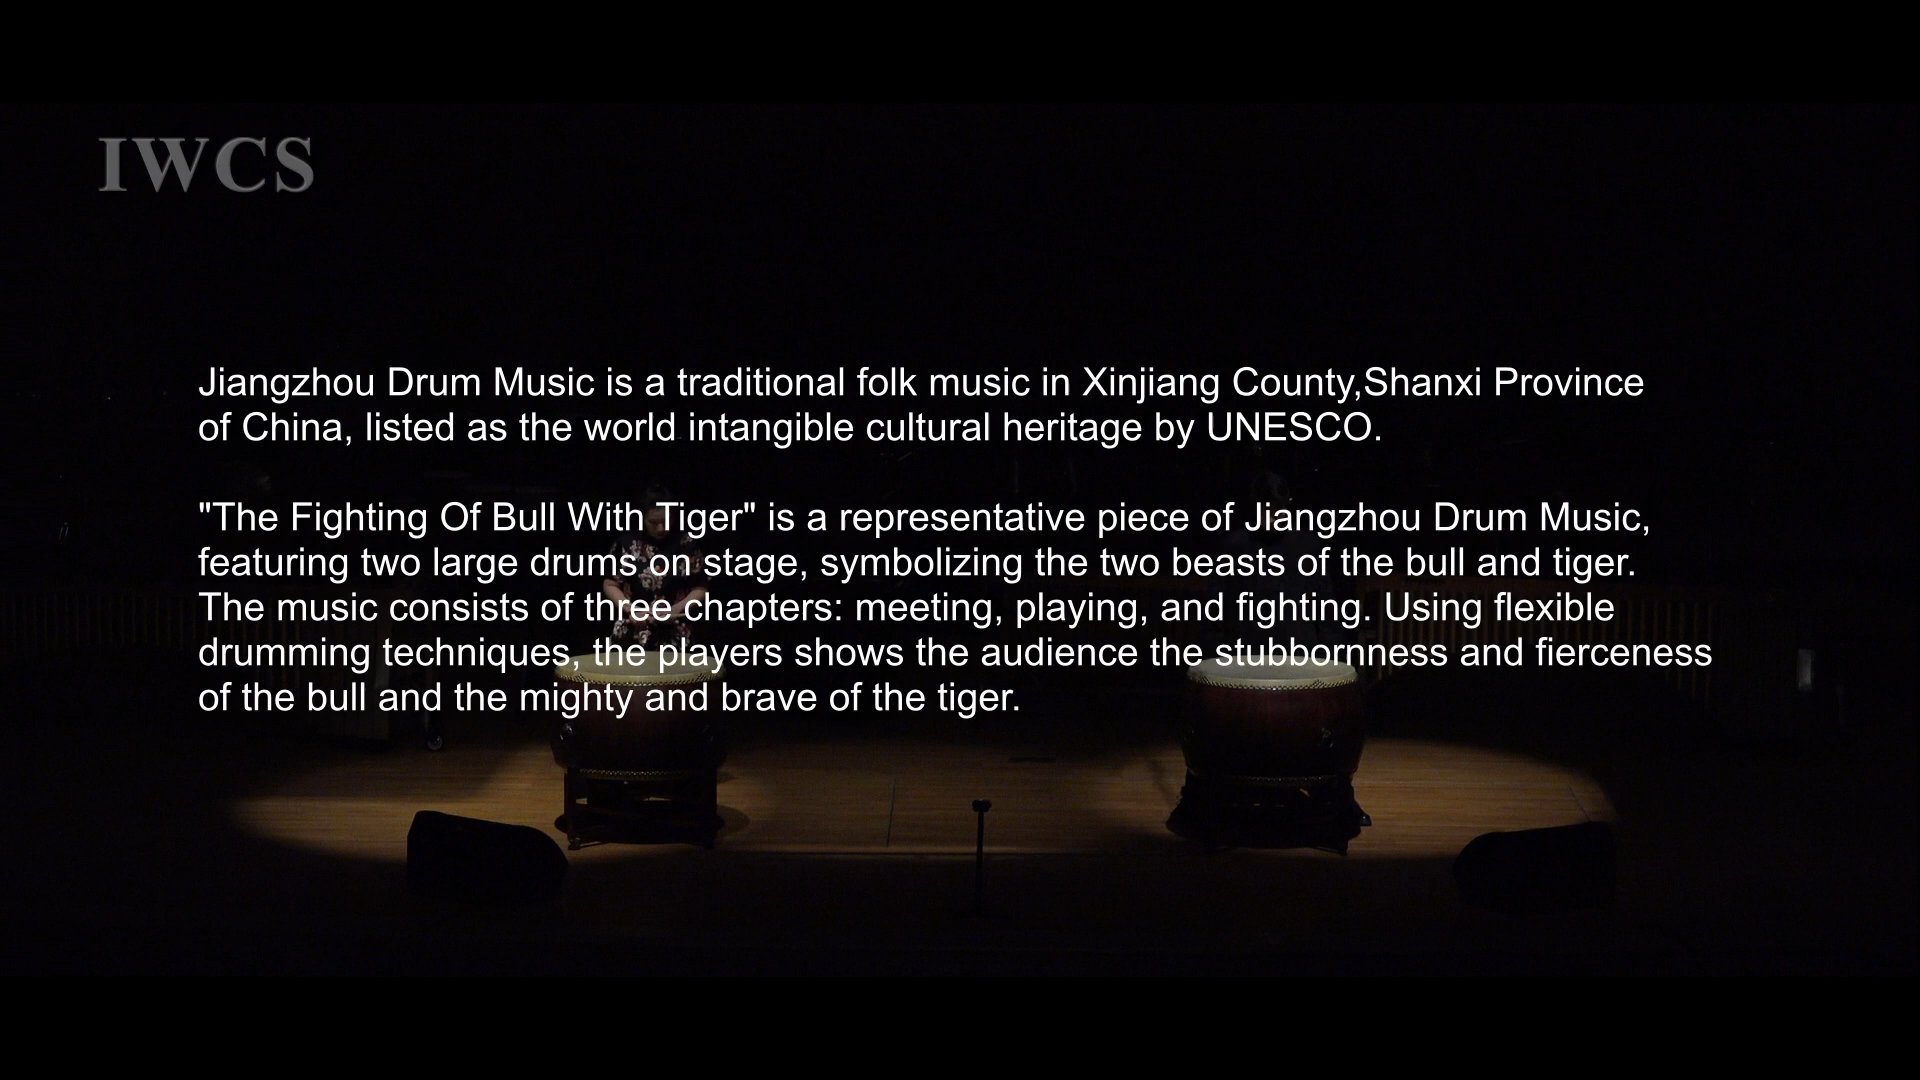 IWCS
Jiangzhou Drum Music is a traditional folk music in Xinjiang County,Shanxi Province
of China, listed as the world intangible cultural heritage by UNESCO.
"The Fighting Of Bull With Tiger" is a representative piece of Jiangzhou Drum Music,
featuring two large drums on stage, symbolizing the two beasts of the bull and tiger.
The music consists of three chapters: meeting, playing, and fighting. Using flexible
drumming techniques, the players shows the audience the stubbornness and fierceness
of the bull and the mighty and brave of the tiger.